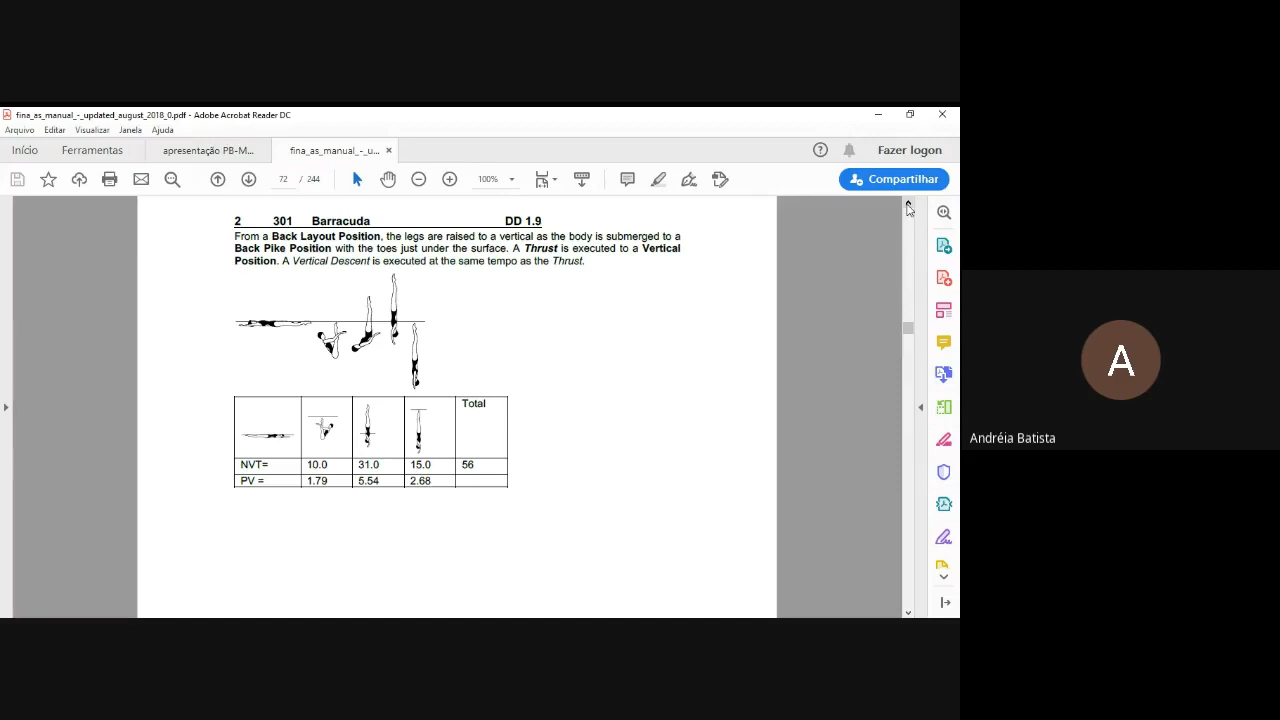 fina_as_manual_-_updated_august_2018_0.pdf - Adobe Acrobat Reader DC
Arquivo Editar Visualizar Janela Ajuda
Início Ferramentas apresentação PB-M... fina_as_manual_-_u... × Fazer logon
72 / 244 100% Compartilhar
2 301 Barracuda DD 1.9
From a Back Layout Position, the legs are raised to a vertical as the body is submerged to a
Back Pike Position with the toes just under the surface. A Thrust is executed to a Vertical
Position. A Vertical Descent is executed at the same tempo as the Thrust.
Total
NVT= 10.0 31.0 15.0 56
PV = 1.79 5.54 2.68
A
Andréia Batista